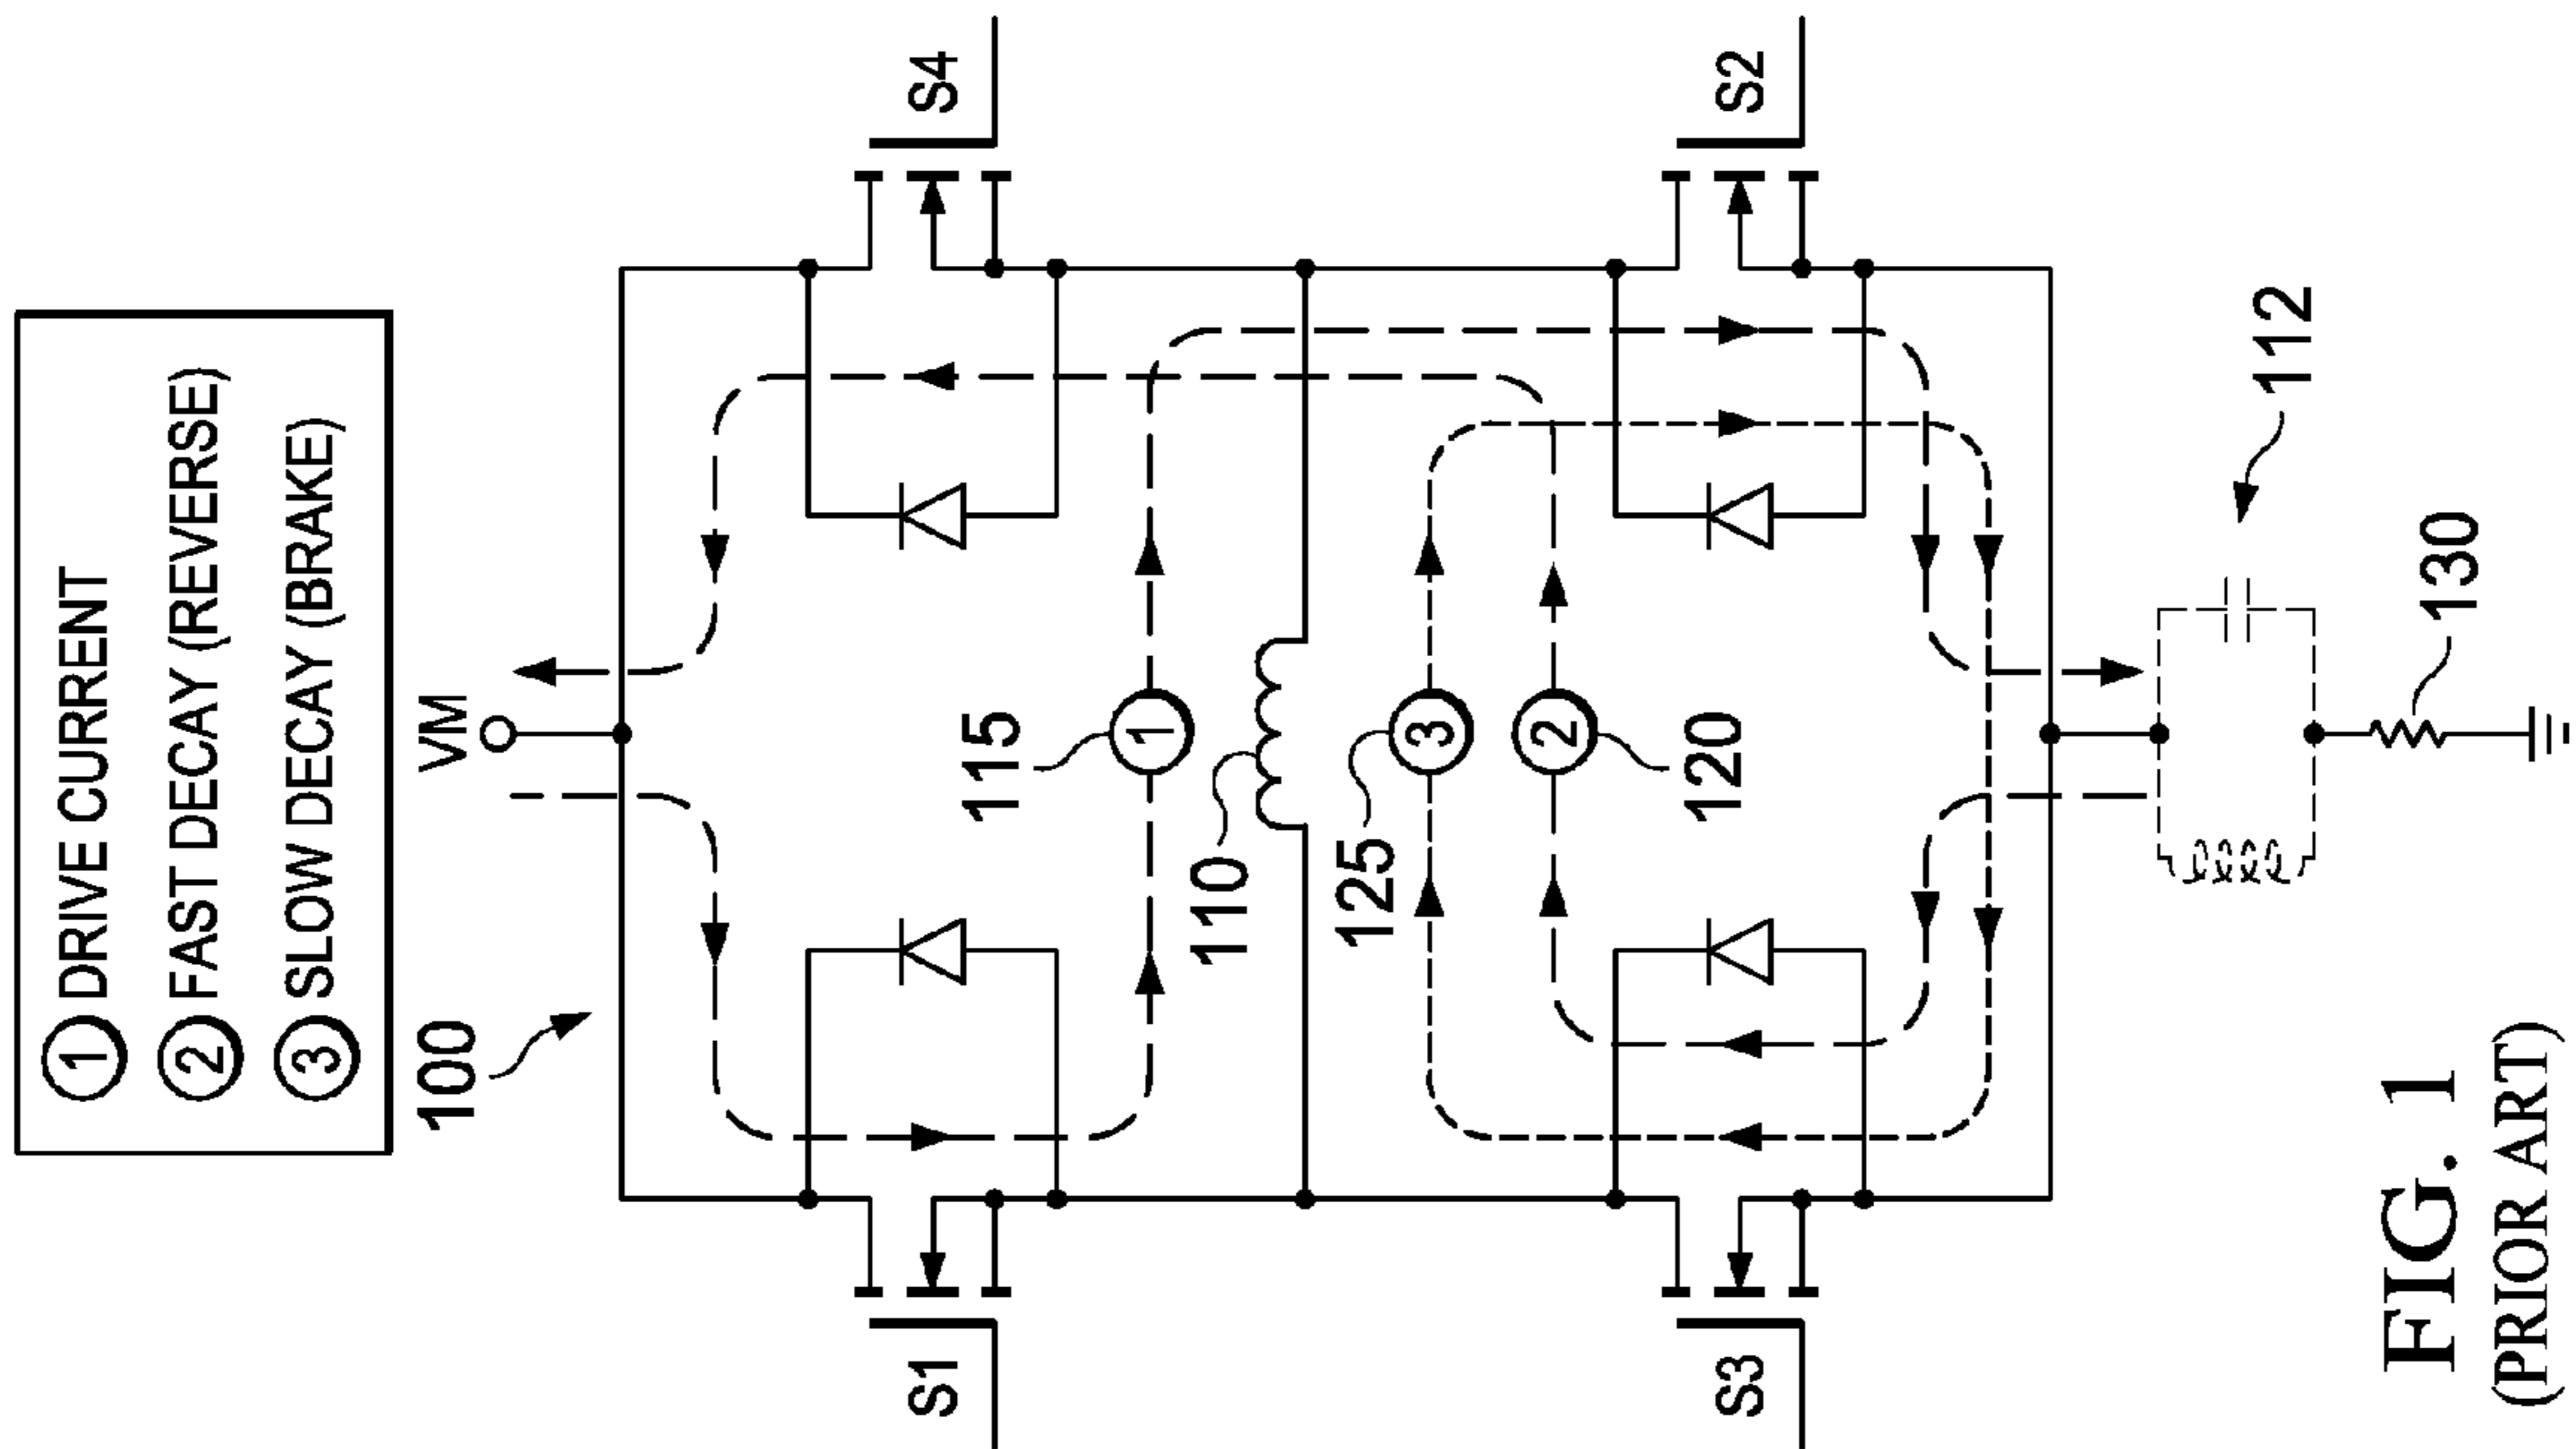 ① DRIVE CURRENT
② FAST DECAY (REVERSE)
③ SLOW DECAY (BRAKE)
100
VM
S1
S4
115
1
110
125
3
2
120
S3
S2
112
130
FIG. 1
(PRIOR ART)